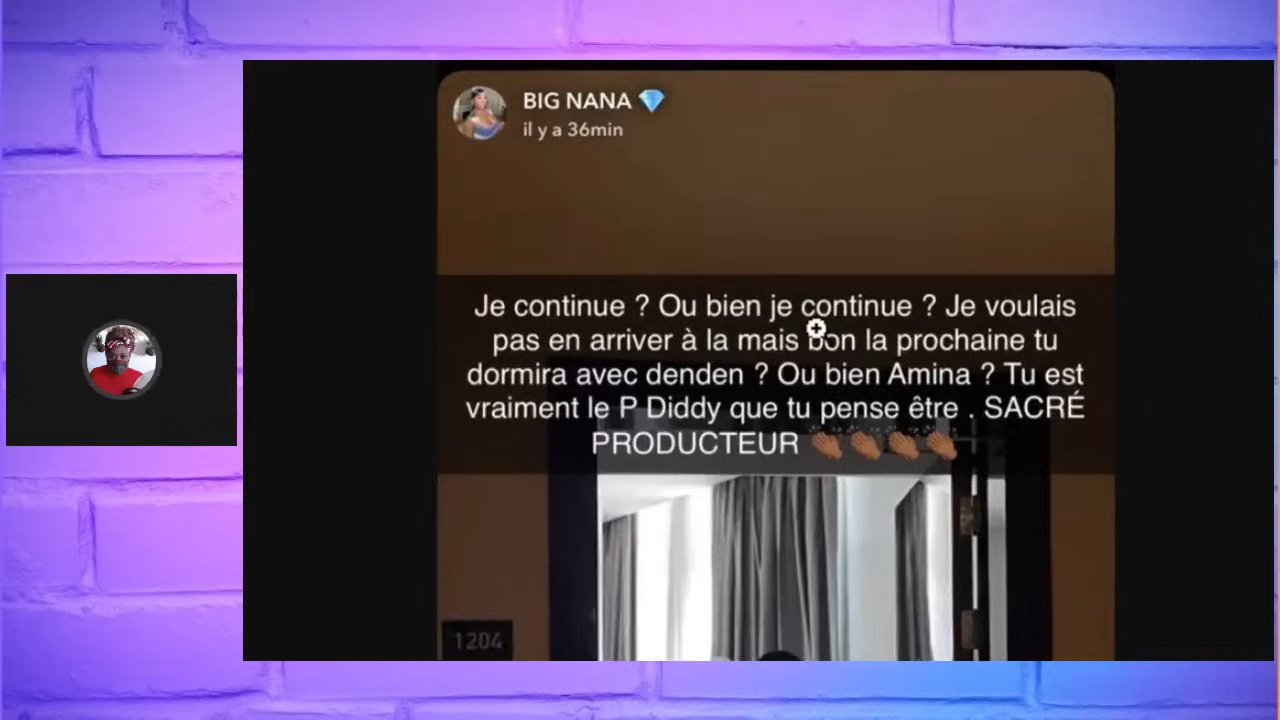 BIG NANA 💎
il y a 36min
Je continue ? Ou bien je continue ? Je voulais
pas en arriver à la mais bon la prochaine tu
dormira avec denden ? Ou bien Amina ? Tu est
vraiment le P Diddy que tu pense être . SACRÉ
PRODUCTEUR 👏🏾👏🏾👏🏾👏🏾
1204